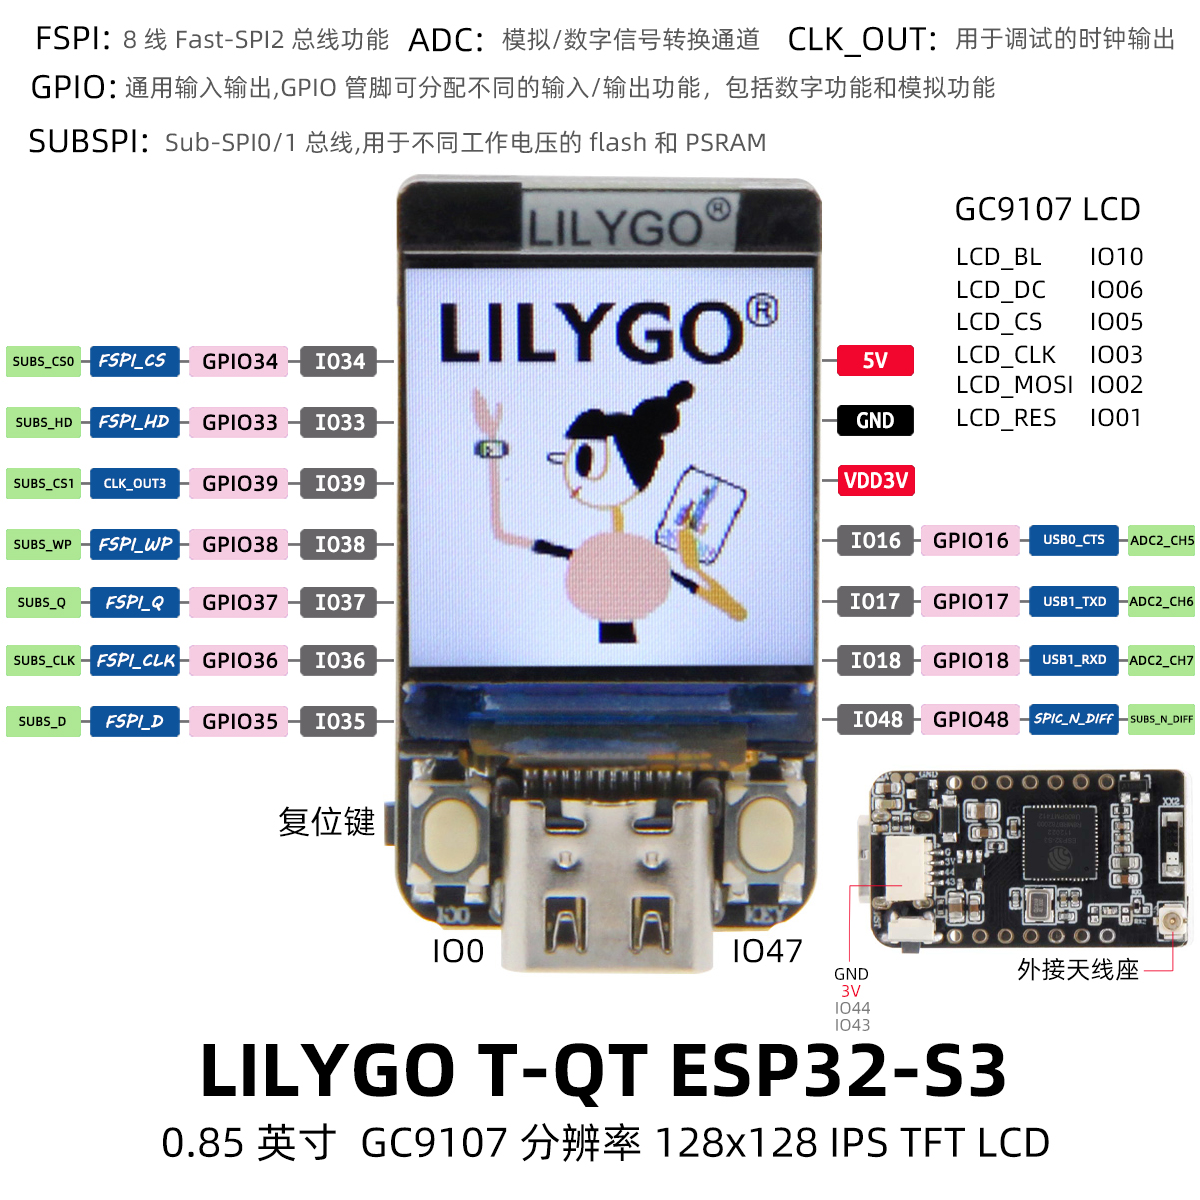 FSPI: 8 线 Fast-SPI2 总线功能 ADC: 模拟/数字信号转换通道 CLK_OUT: 用于调试的时钟输出
GPIO: 通用输入输出,GPIO 管脚可分配不同的输入/输出功能，包括数字功能和模拟功能
SUBSPI: Sub-SPI0/1 总线,用于不同工作电压的 flash 和 PSRAM
LILYGO®
LILYGO®
GC9107 LCD
LCD_BL IO10
LCD_DC IO06
LCD_CS IO05
LCD_CLK IO03
LCD_MOSI IO02
LCD_RES IO01
SUBS_CS0 FSPI_CS GPIO34 IO34
SUBS_HD FSPI_HD GPIO33 IO33
SUBS_CS1 CLK_OUT3 GPIO39 IO39
SUBS_WP FSPI_WP GPIO38 IO38
SUBS_Q FSPI_Q GPIO37 IO37
SUBS_CLK FSPI_CLK GPIO36 IO36
SUBS_D FSPI_D GPIO35 IO35
5V
GND
VDD3V
IO16 GPIO16 USB0_CTS ADC2_CH5
IO17 GPIO17 USB1_TXD ADC2_CH6
IO18 GPIO18 USB1_RXD ADC2_CH7
IO48 GPIO48 SPIC_N_DIFF SUBS_N_DIFF
复位键
IO0 KEY
IO0 IO47
GND
G
3V
44
43
XX2
外接天线座
GND
3V
IO44
IO43
LILYGO T-QT ESP32-S3
0.85 英寸 GC9107 分辨率 128x128 IPS TFT LCD